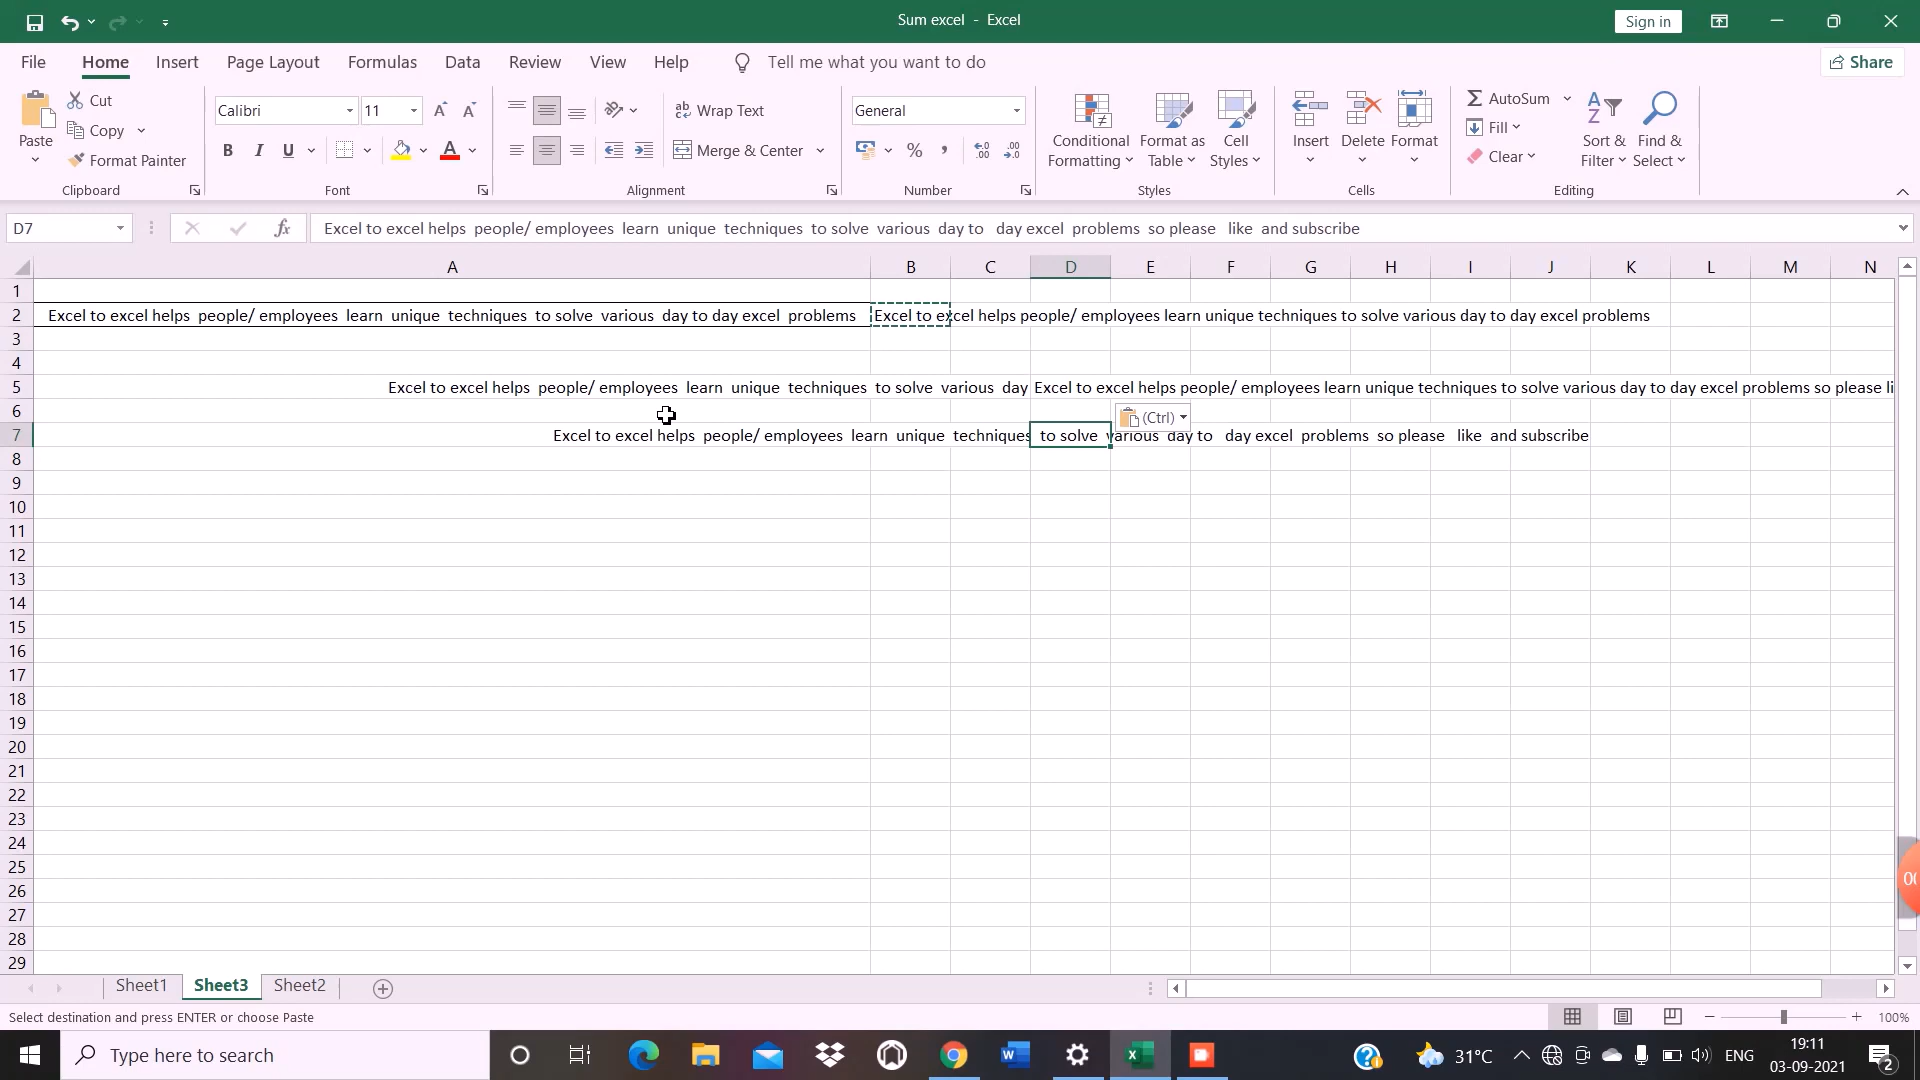 Sum excel - Excel
Sign in
File Home Insert Page Layout Formulas Data Review View Help Tell me what you want to do Share
Paste
Cut
Copy
Format Painter
Clipboard
Calibri 11
B I U
Font
Wrap Text
Merge & Center
Alignment
General
Number
Conditional Formatting
Format as Table
Cell Styles
Styles
Insert Delete Format
Cells
AutoSum
Fill
Clear
Sort & Filter
Find & Select
Editing
D7 fx Excel to excel helps people/ employees learn unique techniques to solve various day to day excel problems so please like and subscribe
A B C D E F G H I J K L M N
1
2 Excel to excel helps people/ employees learn unique techniques to solve various day to day excel problems Excel to excel helps people/ employees learn unique techniques to solve various day to day excel problems
3
4
5 Excel to excel helps people/ employees learn unique techniques to solve various day Excel to excel helps people/ employees learn unique techniques to solve various day to day excel problems so please li
6 (Ctrl)
7 Excel to excel helps people/ employees learn unique techniques to solve various day to day excel problems so please like and subscribe
8
9
10
11
12
13
14
15
16
17
18
19
20
21
22
23
24
25
26
27
28
29
Sheet1 Sheet3 Sheet2
Select destination and press ENTER or choose Paste
100%
Type here to search
31°C
ENG
19:11
03-09-2021
2